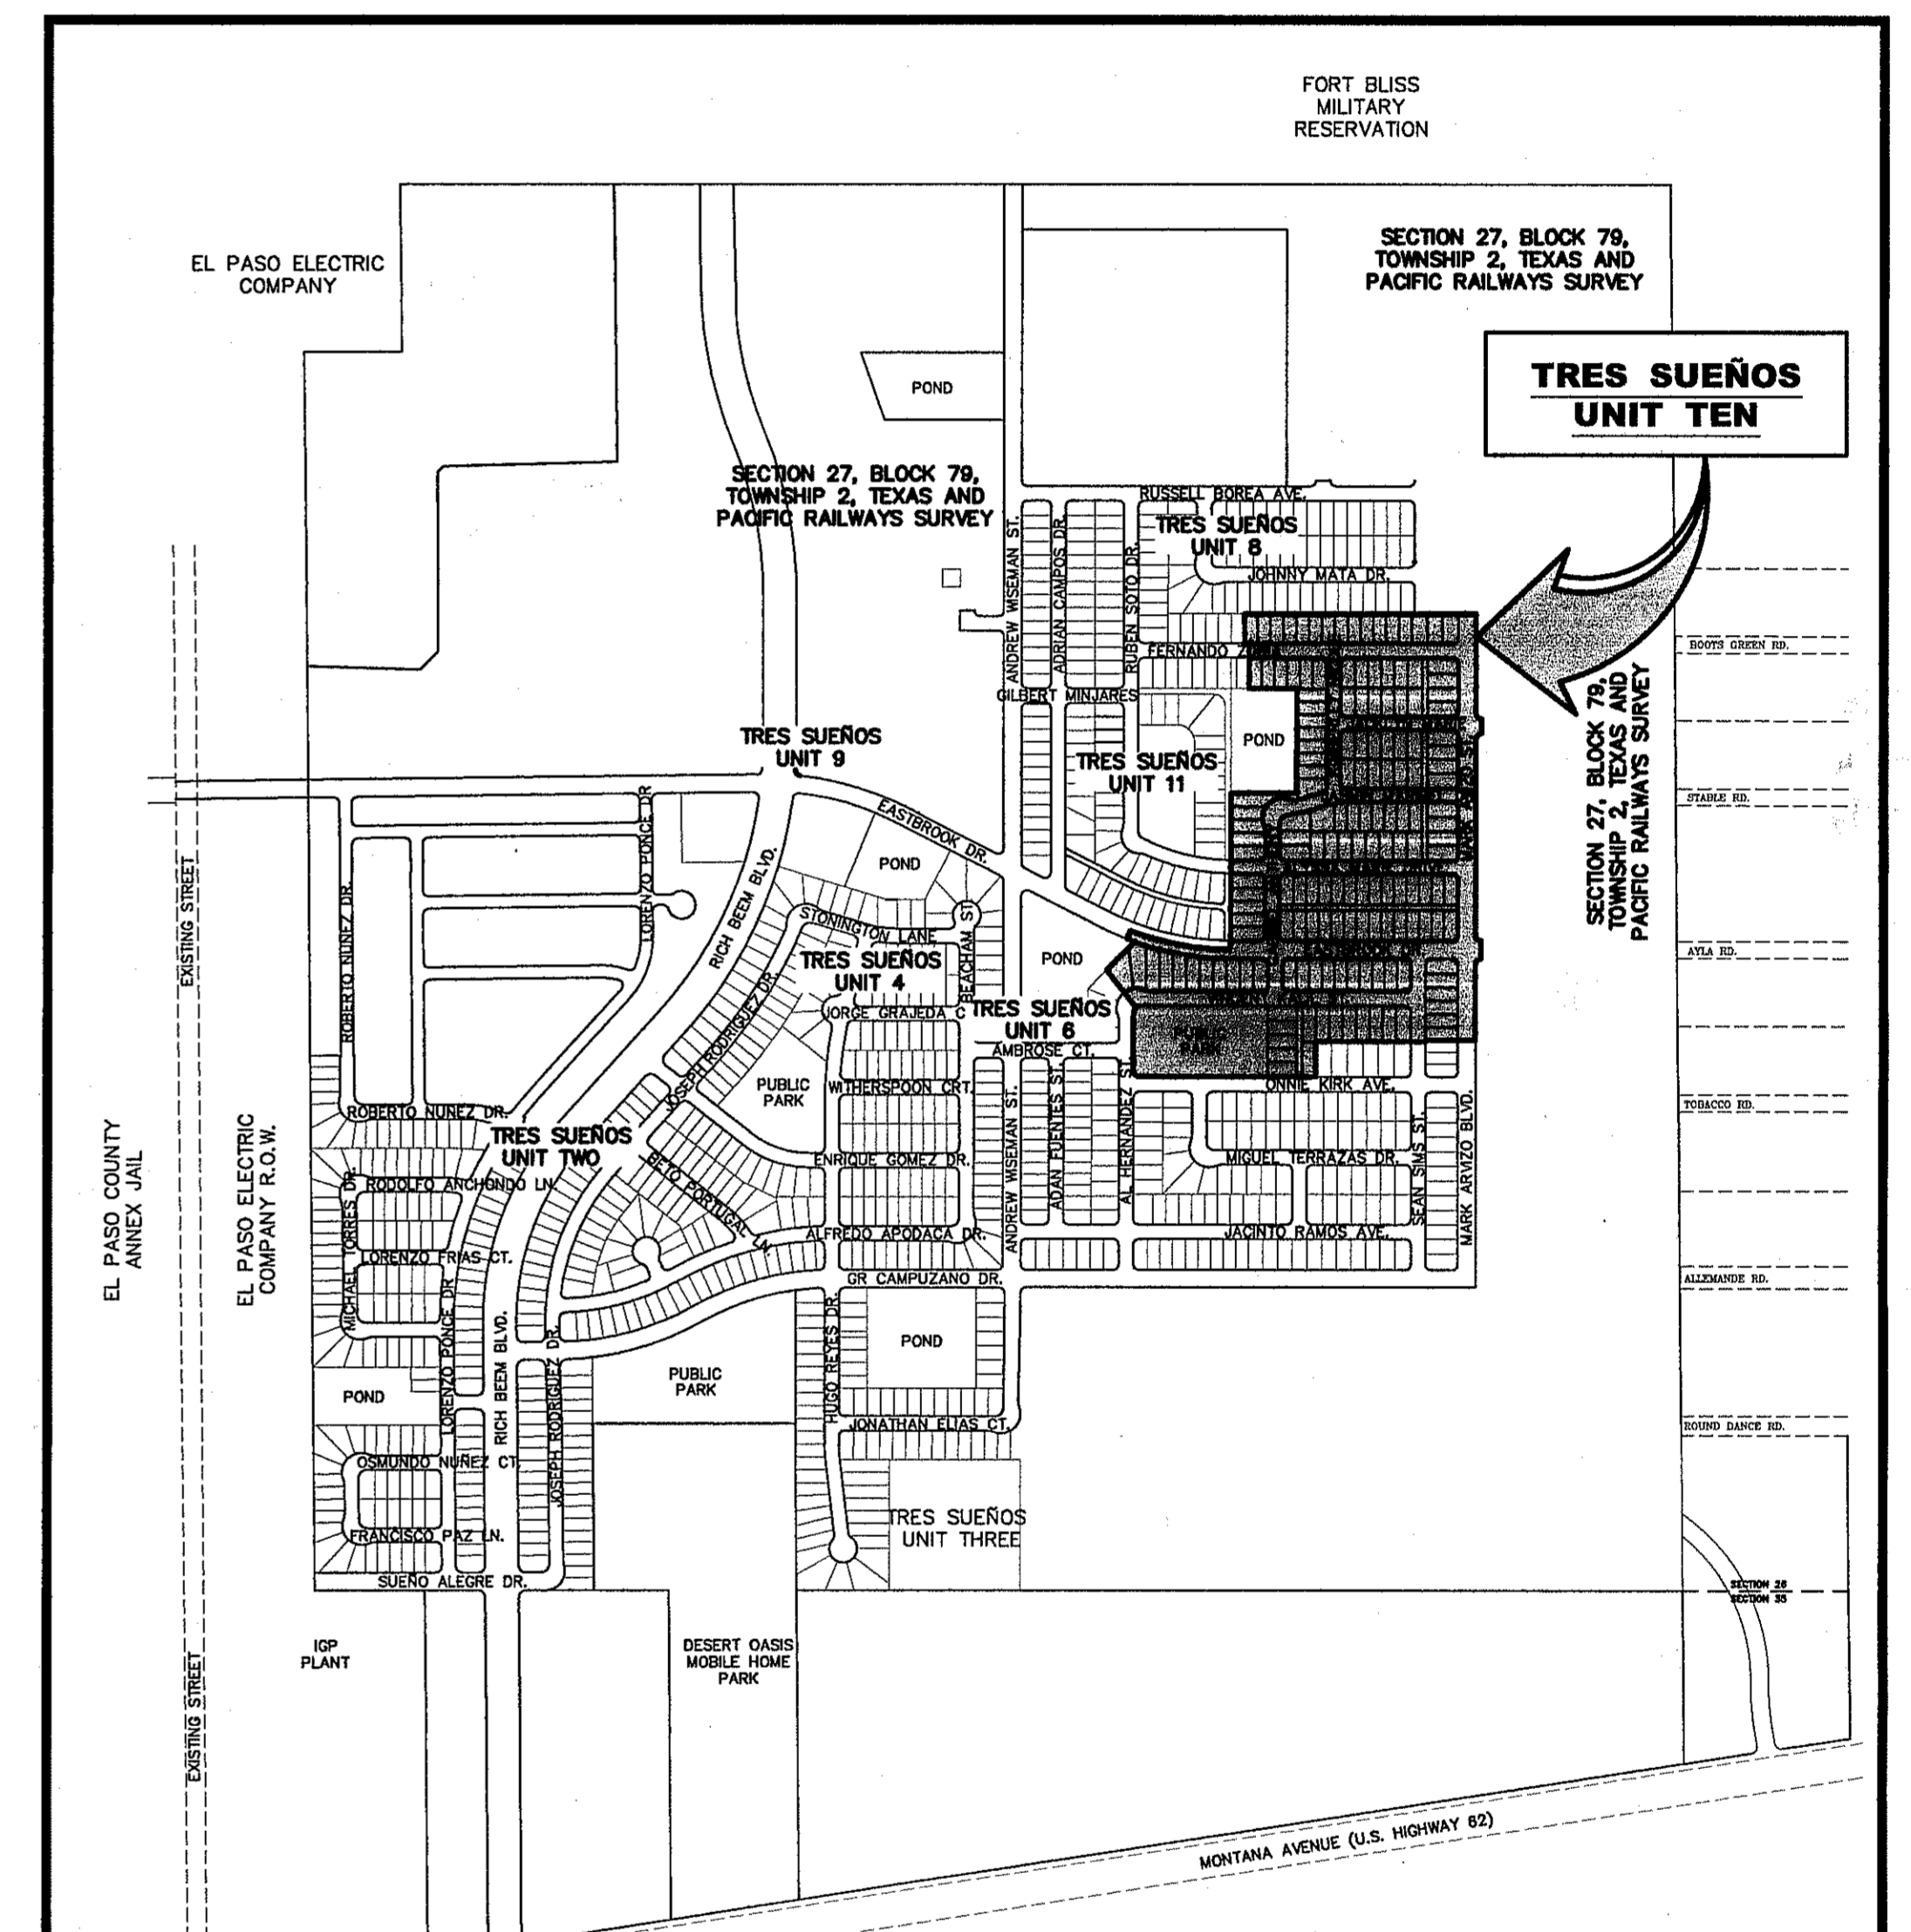 FORT BLISS
MILITARY
RESERVATION
EL PASO ELECTRIC
COMPANY
SECTION 27, BLOCK 79,
TOWNSHIP 2, TEXAS AND
PACIFIC RAILWAYS SURVEY
TRES SUEÑOS
UNIT TEN
POND
SECTION 27, BLOCK 79,
TOWNSHIP 2, TEXAS AND
PACIFIC RAILWAYS SURVEY
RUSSELL BOREA AVE.
TRES SUEÑOS
UNIT 8
JOHNNY MATA DR.
ANDREW WISEMAN ST.
ADRIAN CAMPOS DR.
RUBEN SOTO DR.
FERNANDO
GILBERT MINJARES
BOOTS GREEN RD.
SECTION 27, BLOCK 79,
TOWNSHIP 2, TEXAS AND
PACIFIC RAILWAYS SURVEY
TRES SUEÑOS
UNIT 9
POND
TRES SUEÑOS
UNIT 11
STABLE RD.
EASTBROOK DR.
LORENZO PONCE DR
POND
RICH BEEM BLVD.
ROBERTO NUNEZ DR.
EXISTING STREET
LORENZO PONCE DR
STONINGTON LANE
BEACHAM ST
TRES SUEÑOS
UNIT 4
POND
AYLA RD.
JORGE GRAJEDA C
TRES SUEÑOS
UNIT 6
PUBLIC
PARK
AMBROSE CT.
JOSEPH RODRIGUEZ DR.
PUBLIC
PARK
WITHERSPOON CRT.
ONNIE KIRK AVE.
TOBACCO RD.
ROBERTO NUNEZ DR.
TRES SUEÑOS
UNIT TWO
EL PASO COUNTY
ANNEX JAIL
EL PASO ELECTRIC
COMPANY R.O.W.
ENRIQUE GOMEZ DR.
BETO PORTUGAL LN
ANDREW WISEMAN ST.
ADAN FUENTES ST.
AL HERNANDEZ ST.
MIGUEL TERRAZAS DR.
SEAN SIMS ST.
MARK ARVIZO BLVD.
MICHAEL TORRES DR.
RODOLFO ANCHONDO LN.
ALFREDO APODACA DR.
JACINTO RAMOS AVE.
LORENZO FRIAS CT.
GR CAMPUZANO DR.
ALLEMANDE RD.
LORENZO PONCE DR
RICH BEEM BLVD.
JOSEPH RODRIGUEZ DR.
HUGO REYES DR.
POND
PUBLIC
PARK
POND
JONATHAN ELIAS CT.
ROUND DANCE RD.
OSMUNDO NUÑEZ CT.
TRES SUEÑOS
UNIT THREE
FRANCISCO PAZ LN.
SUEÑO ALEGRE DR.
SECTION 26
SECTION 35
IGP
PLANT
DESERT OASIS
MOBILE HOME
PARK
EXISTING STREET
MONTANA AVENUE (U.S. HIGHWAY 62)